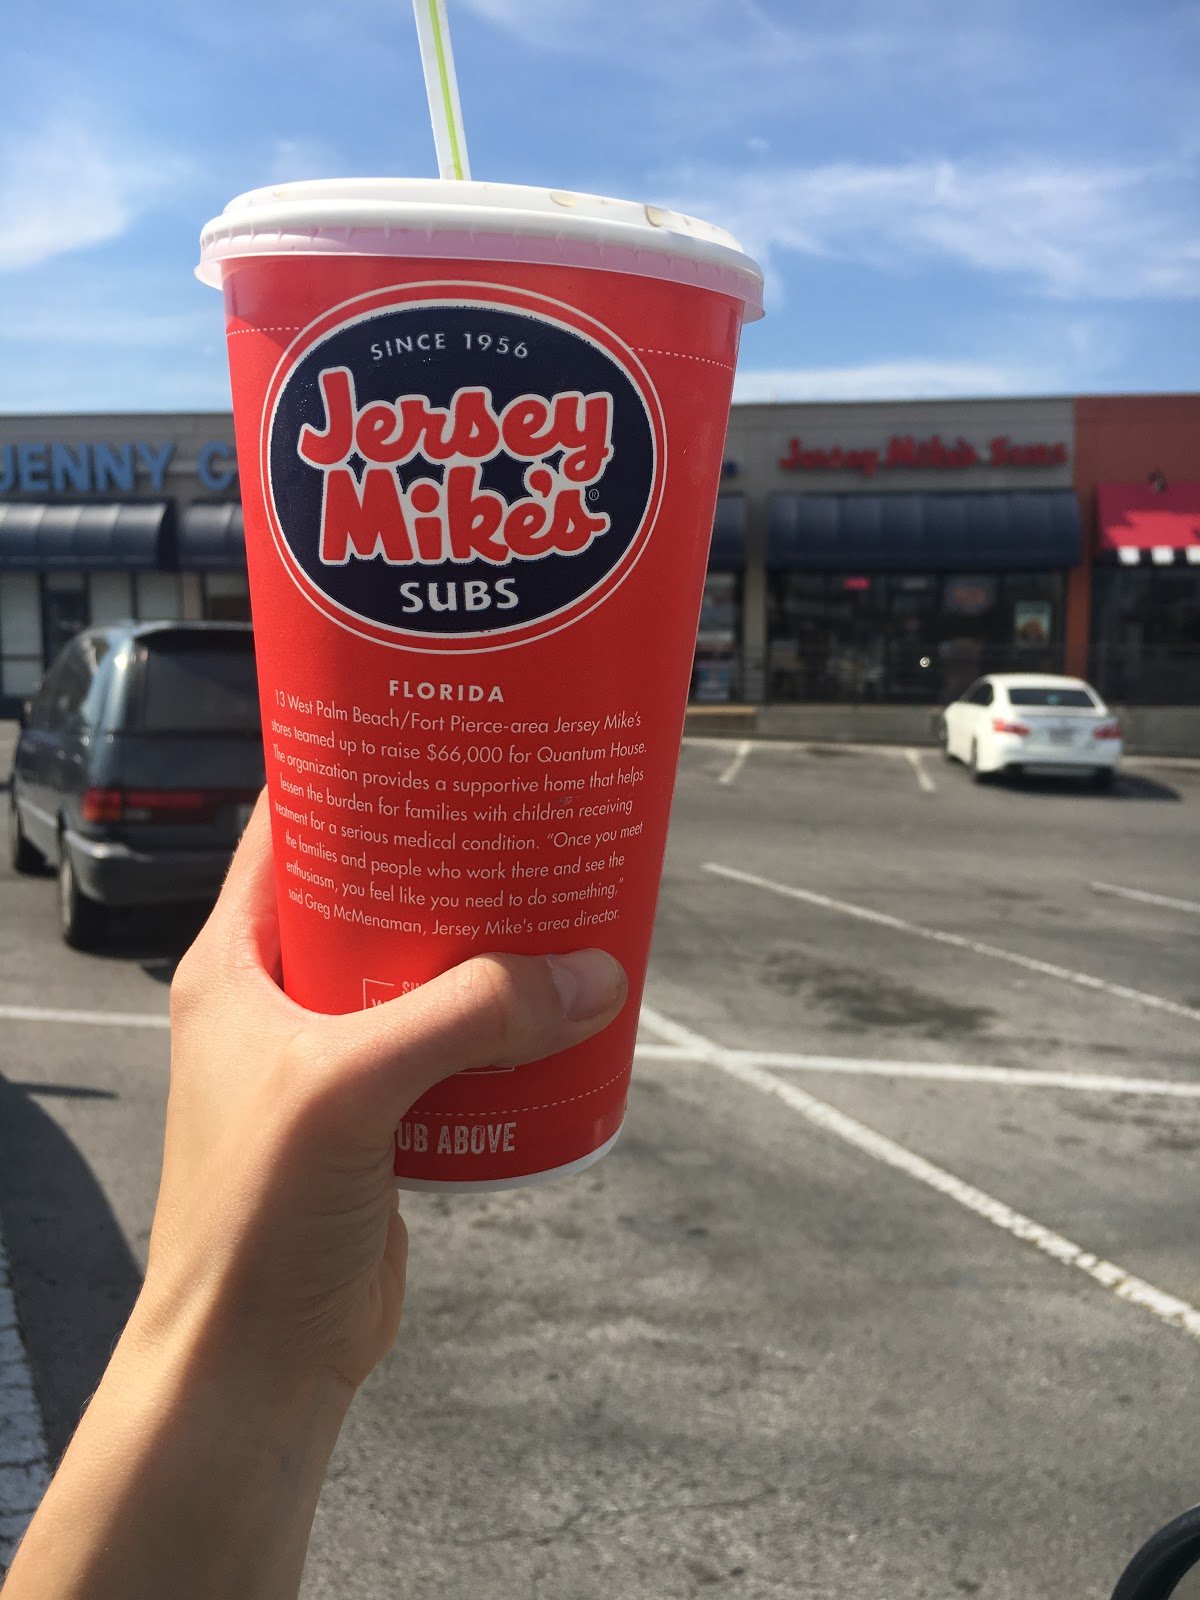 SINCE 1956
Jersey
Mike's®
SUBS
FLORIDA
13 West Palm Beach/Fort Pierce-area Jersey Mike's
stores teamed up to raise $66,000 for Quantum House.
The organization provides a supportive home that helps
lessen the burden for families with children receiving
treatment for a serious medical condition. "Once you meet
the families and people who work there and see the
enthusiasm, you feel like you need to do something,"
said Greg McMenaman, Jersey Mike's area director.
UB ABOVE
JENNY C
Jersey Mike's Subs